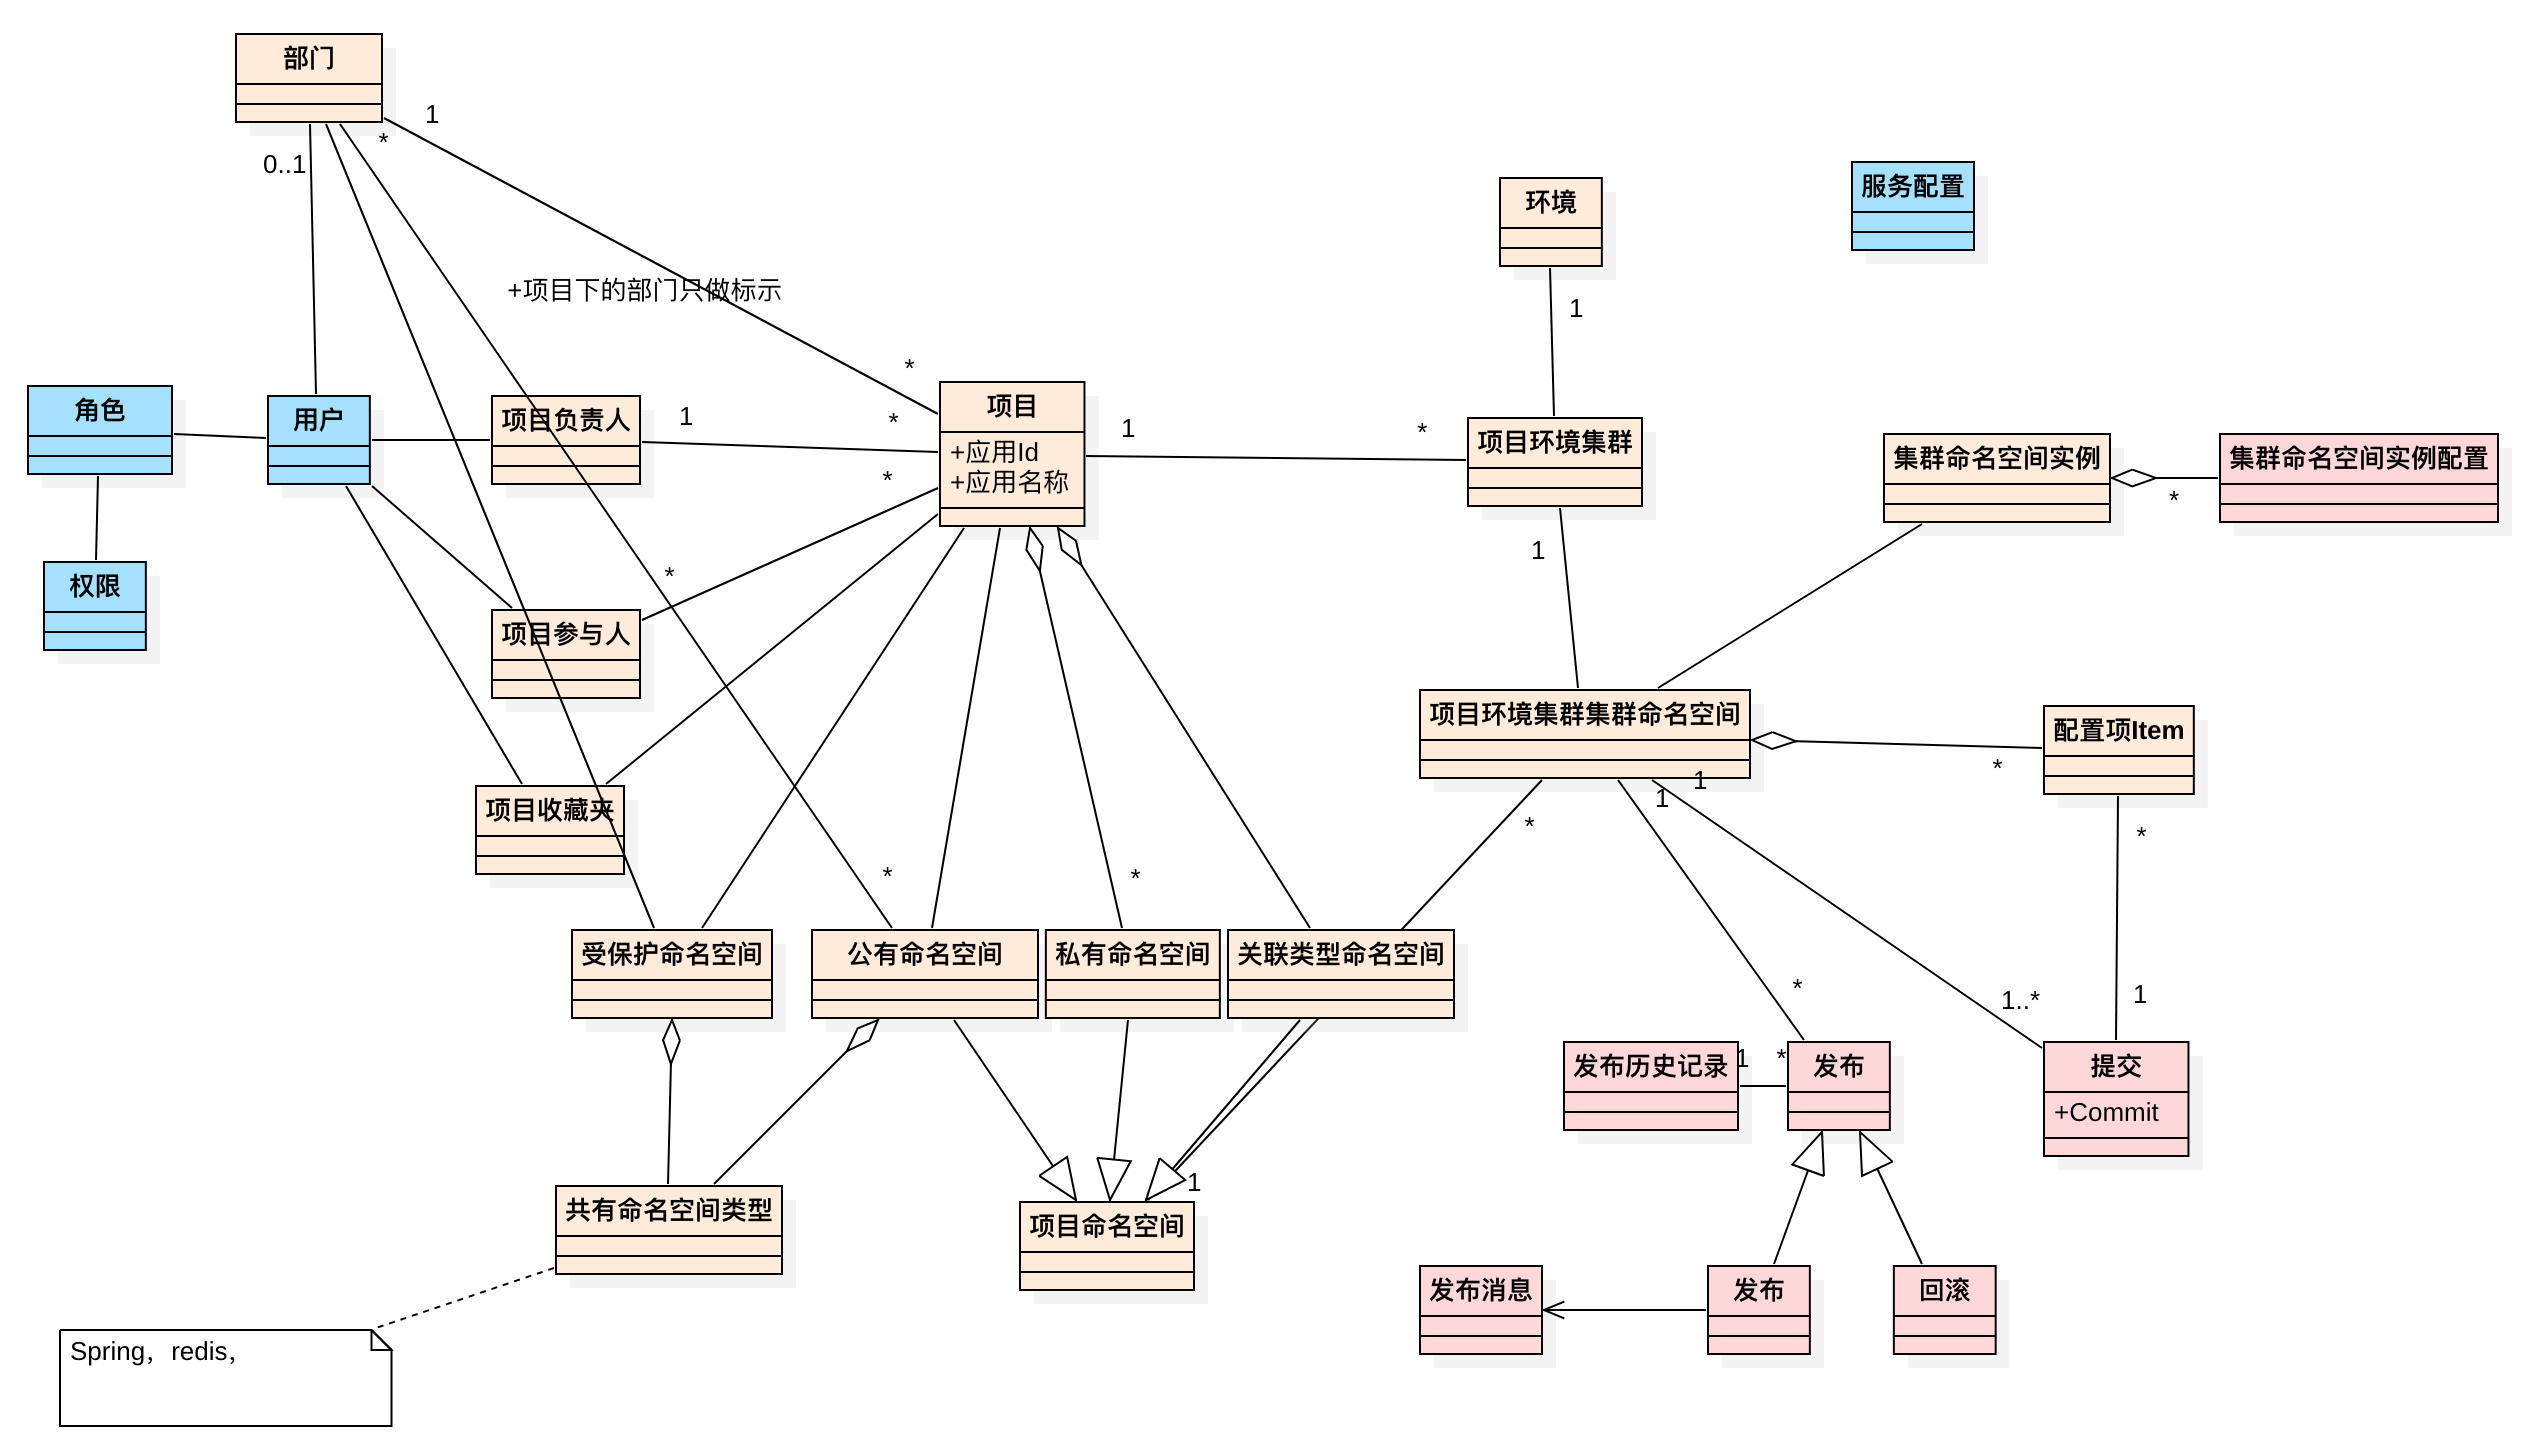 部门
1
*
0..1
服务配置
环境
+项目下的部门只做标示
1
*
角色
用户
项目负责人
1
*
项目
+应用Id
+应用名称
1
*
项目环境集群
集群命名空间实例
集群命名空间实例配置
*
*
1
*
权限
项目参与人
项目环境集群集群命名空间
配置项Item
*
1
1
项目收藏夹
*
*
*
*
受保护命名空间
公有命名空间
私有命名空间
关联类型命名空间
*
1..*
1
发布历史记录
1
*
发布
提交
+Commit
1
共有命名空间类型
项目命名空间
发布消息
发布
回滚
Spring，redis，